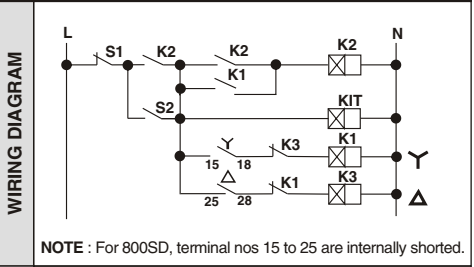 WIRING DIAGRAM
L N
S1 K2 K2 K2
K1
S2 KIT
K3 K1
15 18
K1 K3
25 28
NOTE : For 800SD, terminal nos 15 to 25 are internally shorted.